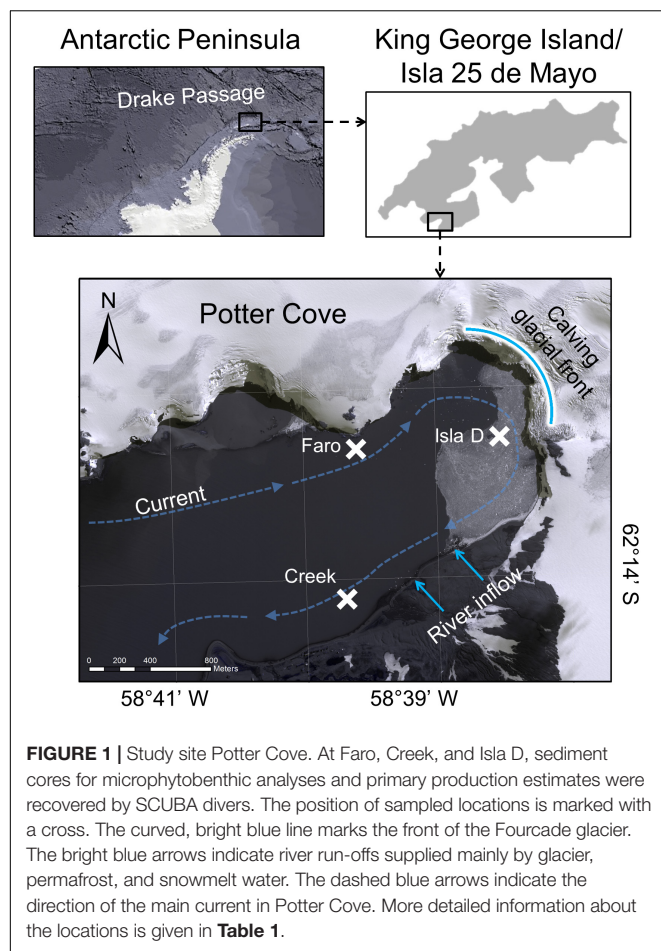 Antarctic Peninsula
King George Island/
Isla 25 de Mayo
Drake Passage
N
Potter Cove
Calving
glacial front
Faro
Isla D
Current
Creek
River inflow
62°14' S
0 200 400 800
Meters
58°41' W
58°39' W
FIGURE 1 | Study site Potter Cove. At Faro, Creek, and Isla D, sediment
cores for microphytobenthic analyses and primary production estimates were
recovered by SCUBA divers. The position of sampled locations is marked with
a cross. The curved, bright blue line marks the front of the Fourcade glacier.
The bright blue arrows indicate river run-offs supplied mainly by glacier,
permafrost, and snowmelt water. The dashed blue arrows indicate the
direction of the main current in Potter Cove. More detailed information about
the locations is given in Table 1.